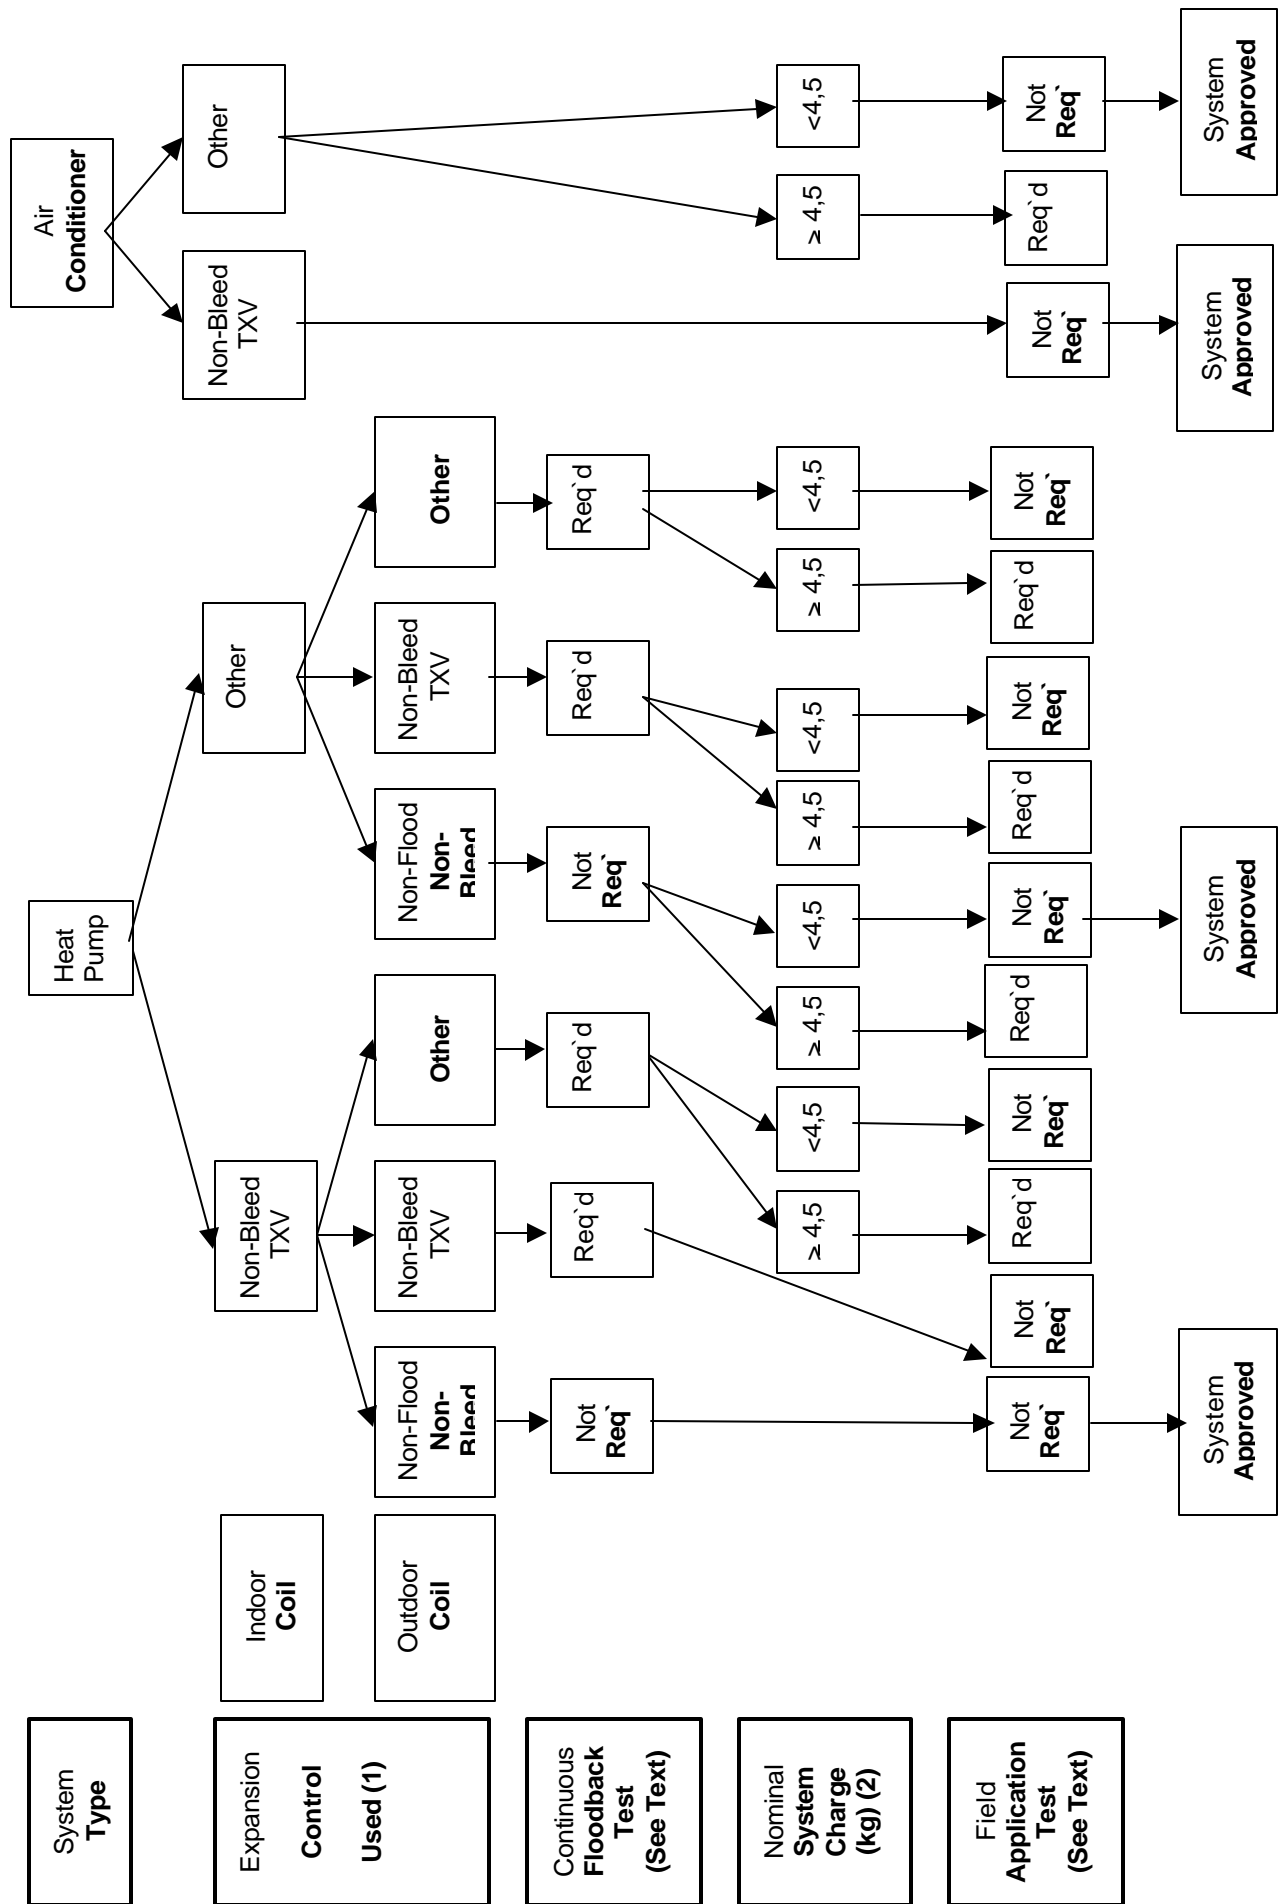 System
Type
Heat
Pump
Air
Conditioner
Expansion
Control
Used (1)
Indoor
Coil
Non-Bleed
TXV
Other
Non-Bleed
TXV
Other
Outdoor
Coil
Non-Flood
Non-
Bleed
Non-Bleed
TXV
Other
Non-Flood
Non-
Bleed
Non-Bleed
TXV
Other
Continuous
Floodback
Test
(See Text)
Not
Req`
Req`d
Req`d
Not
Req`
Req`d
Req`d
Nominal
System
Charge
(kg) (2)
≥ 4,5
<4,5
≥ 4,5
<4,5
≥ 4,5
<4,5
≥ 4,5
<4,5
≥ 4,5
<4,5
Field
Application
Test
(See Text)
Not
Req`
Not
Req`
Req`d
Not
Req`
Req`d
Not
Req`
Req`d
Not
Req`
Req`d
Not
Req`
Not
Req`
Req`d
Not
Req`
System
Approved
System
Approved
System
Approved
System
Approved